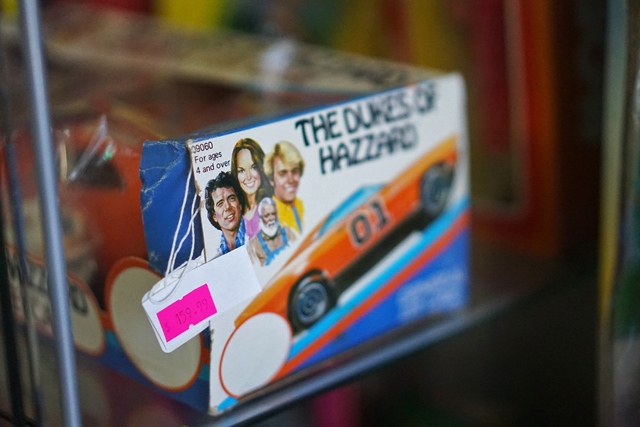 THE DUKES OF
HAZZARD
09060
For ages
4 and over
01